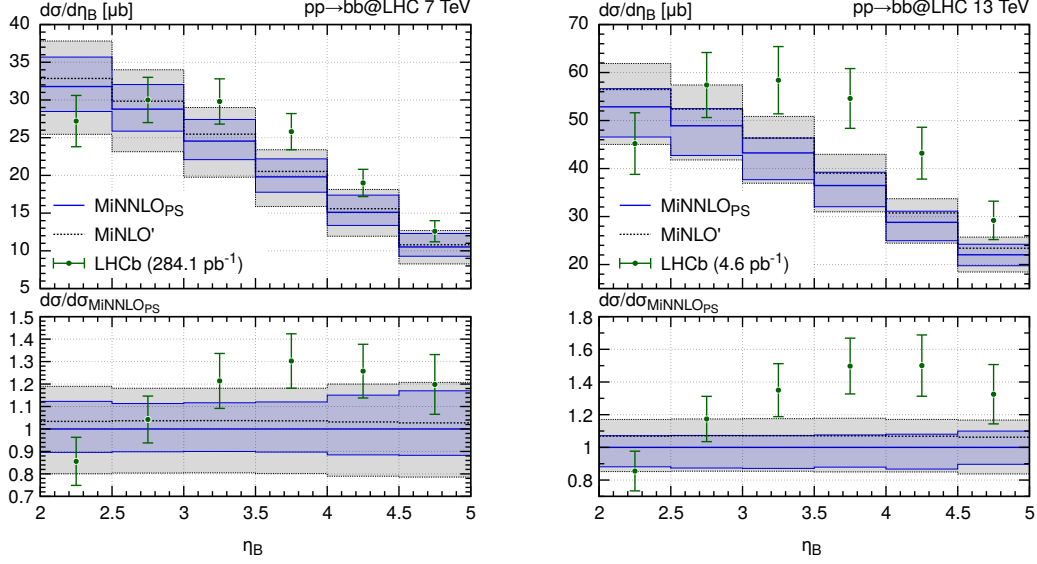 dσ/dη_B [μb] pp→bb@LHC 7 TeV
40
35
30
25
20
15
10
5
MiNNLO_PS
MiNLO'
LHCb (284.1 pb⁻¹)
dσ/dσ_MiNNLO_PS
1.5
1.4
1.3
1.2
1.1
1
0.9
0.8
0.7
2 2.5 3 3.5 4 4.5 5
η_B
dσ/dη_B [μb] pp→bb@LHC 13 TeV
70
60
50
40
30
20
MiNNLO_PS
MiNLO'
LHCb (4.6 pb⁻¹)
dσ/dσ_MiNNLO_PS
1.8
1.6
1.4
1.2
1
0.8
2 2.5 3 3.5 4 4.5 5
η_B